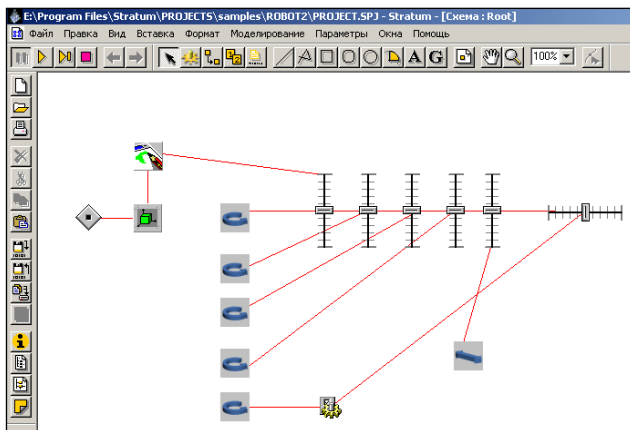 E:\Program Files\Stratum\PROJECTS\samples\ROBOT2\PROJECT.SPJ - Stratum - [Схема : Root]
Файл Правка Вид Вставка Формат Моделирование Параметры Окна Помощь
A G 100%